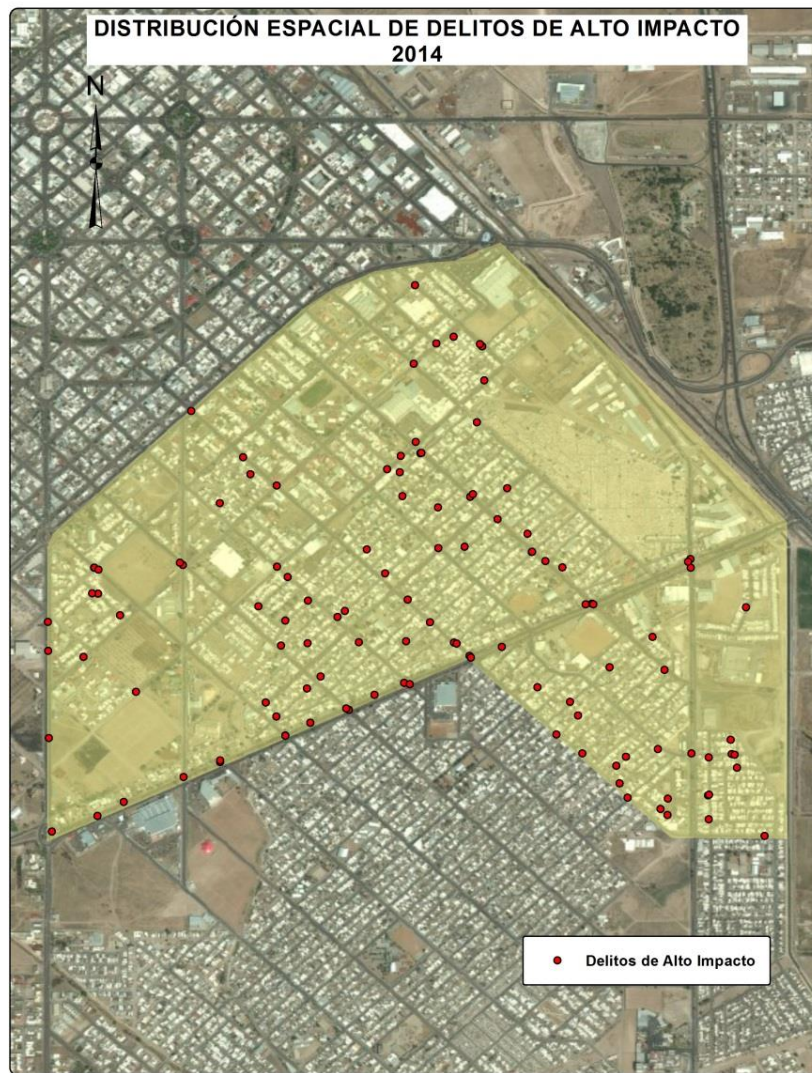 DISTRIBUCIÓN ESPACIAL DE DELITOS DE ALTO IMPACTO
2014
N
Delitos de Alto Impacto